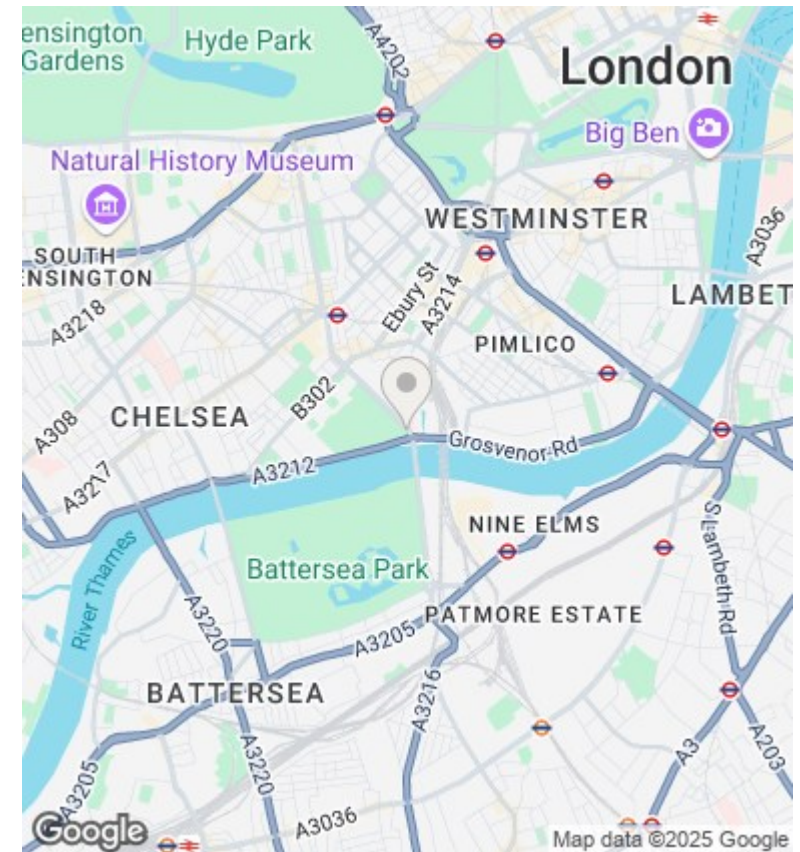 ensington
Gardens
Hyde Park
A4202
London
Big Ben
Natural History Museum
WESTMINSTER
A3036
SOUTH
ENSINGTON
Ebury St
A3214
LAMBET
A3218
PIMLICO
B302
CHELSEA
A308
Grosvenor Rd
A3212
A3217
NINE ELMS
S Lambeth Rd
Battersea Park
River Thames
A3220
PATMORE ESTATE
A3205
BATTERSEA
A3216
A3
A203
A3205
A3220
A3036
Google
Map data ©2025 Google